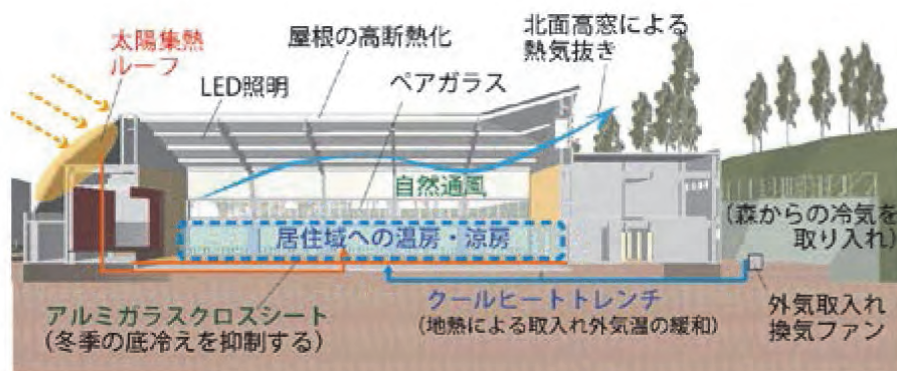 太陽集熱
ルーフ
屋根の高断熱化
北面高窓による
熱気抜き
LED照明
ペアガラス
自然通風
居住域への温房・涼房
(森からの冷気を
取り入れ)
アルミガラスクロスシート
(冬季の底冷えを抑制する)
クールヒートトレンチ
(地熱による取入れ外気温の緩和)
外気取入れ
換気ファン